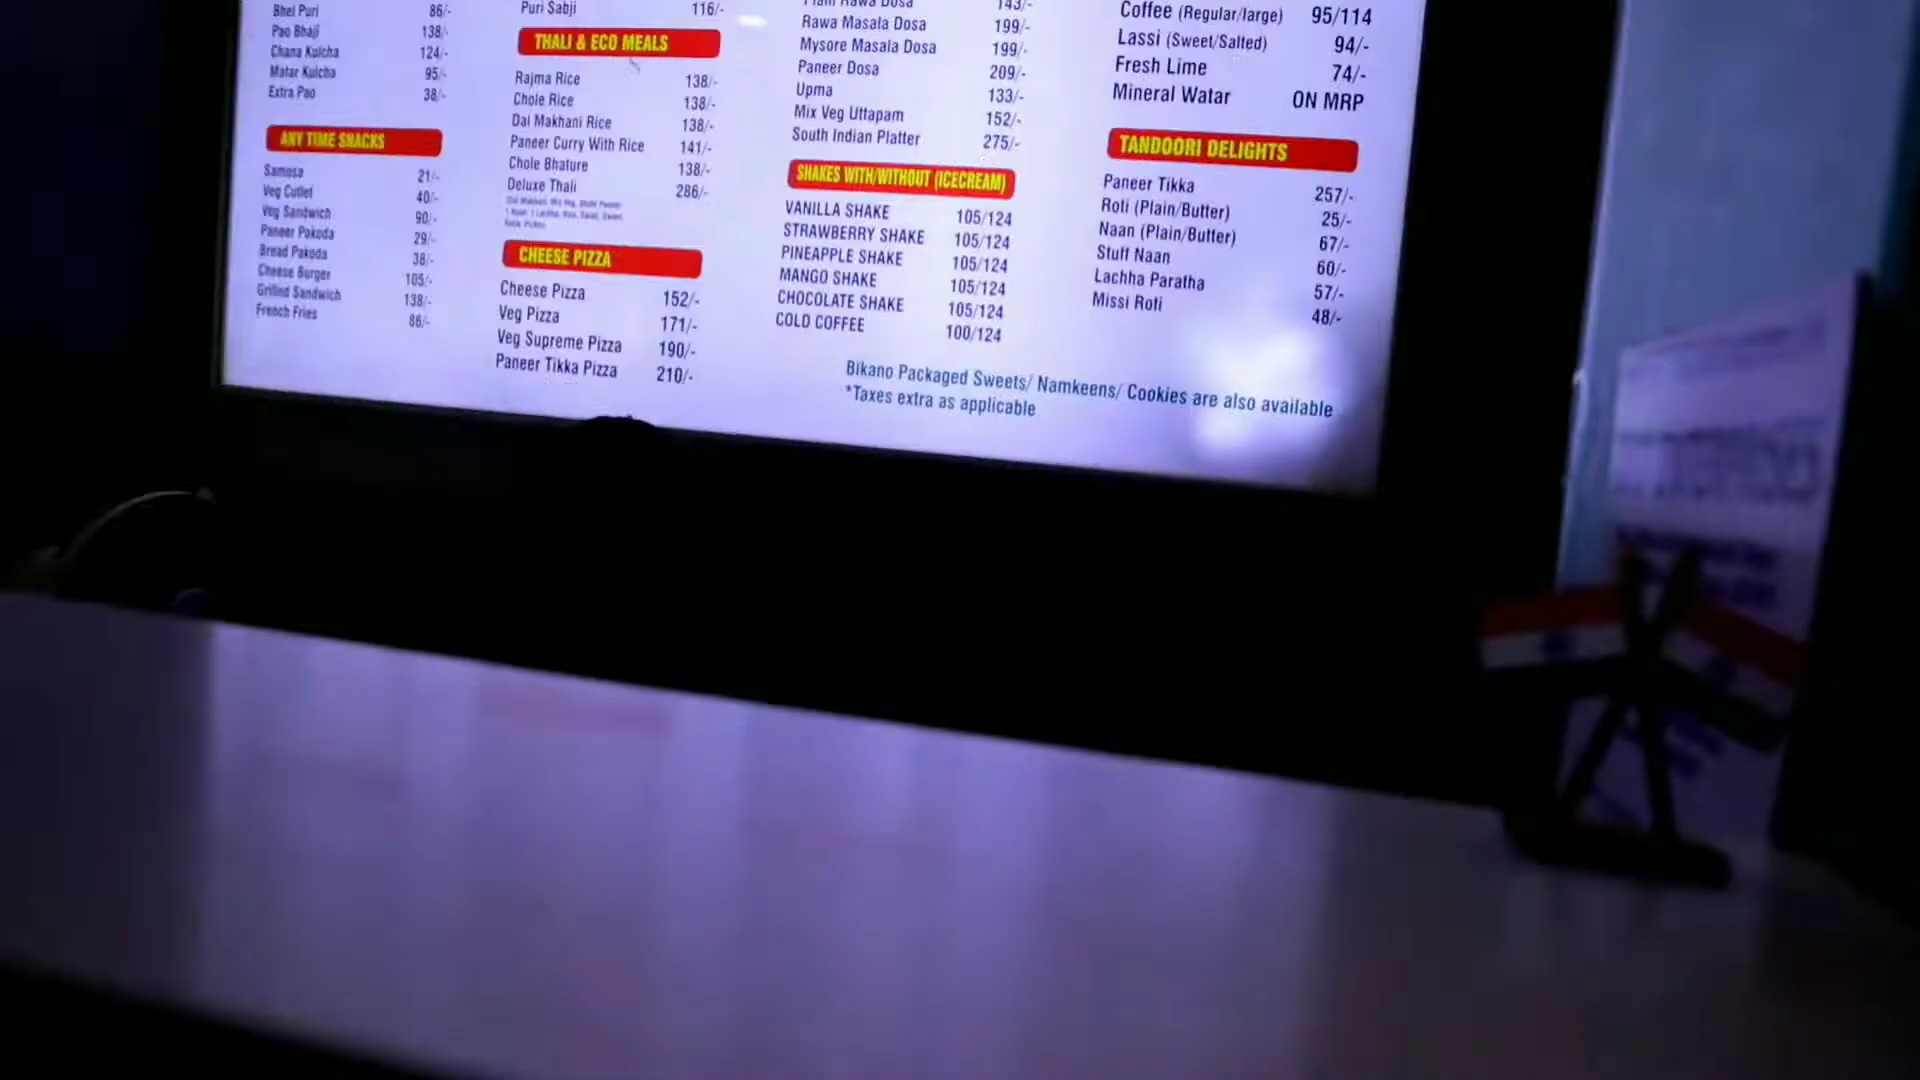 Bhel Puri 86/-
Pao Bhaji 138/-
Chana Kulcha 124/-
Matar Kulcha 95/-
Extra Pao 38/-
ANY TIME SNACKS
Samosa 21/-
Veg Cutlet 40/-
Veg Sandwich 90/-
Paneer Pakoda 29/-
Bread Pakoda 38/-
Cheese Burger 105/-
Grilled Sandwich 138/-
French Fries 86/-
Puri Sabji 116/-
THALI & ECO MEALS
Rajma Rice 138/-
Chole Rice 138/-
Dal Makhani Rice 138/-
Paneer Curry With Rice 141/-
Chole Bhature 138/-
Deluxe Thali 286/-
CHEESE PIZZA
Cheese Pizza 152/-
Veg Pizza 171/-
Veg Supreme Pizza 190/-
Paneer Tikka Pizza 210/-
Plain Rawa Dosa 143/-
Rawa Masala Dosa 199/-
Mysore Masala Dosa 199/-
Paneer Dosa 209/-
Upma 133/-
Mix Veg Uttapam 152/-
South Indian Platter 275/-
SHAKES WITH/WITHOUT (ICECREAM)
VANILLA SHAKE 105/124
STRAWBERRY SHAKE 105/124
PINEAPPLE SHAKE 105/124
MANGO SHAKE 105/124
CHOCOLATE SHAKE 105/124
COLD COFFEE 100/124
Coffee (Regular/large) 95/114
Lassi (Sweet/Salted) 94/-
Fresh Lime 74/-
Mineral Watar ON MRP
TANDOORI DELIGHTS
Paneer Tikka 257/-
Roti (Plain/Butter) 25/-
Naan (Plain/Butter) 67/-
Stuff Naan 60/-
Lachha Paratha 57/-
Missi Roti 48/-
Bikano Packaged Sweets/ Namkeens/ Cookies are also available
*Taxes extra as applicable